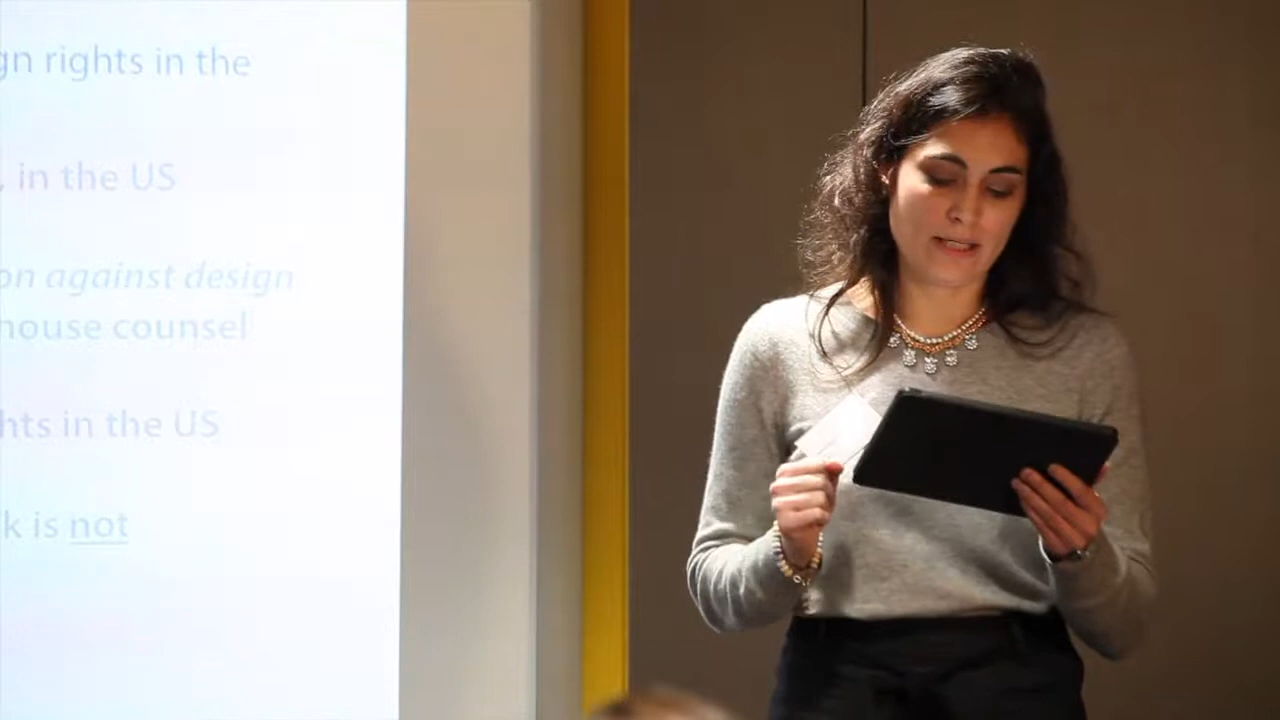 gn rights in the
, in the US
on against design
house counsel
hts in the US
k is not